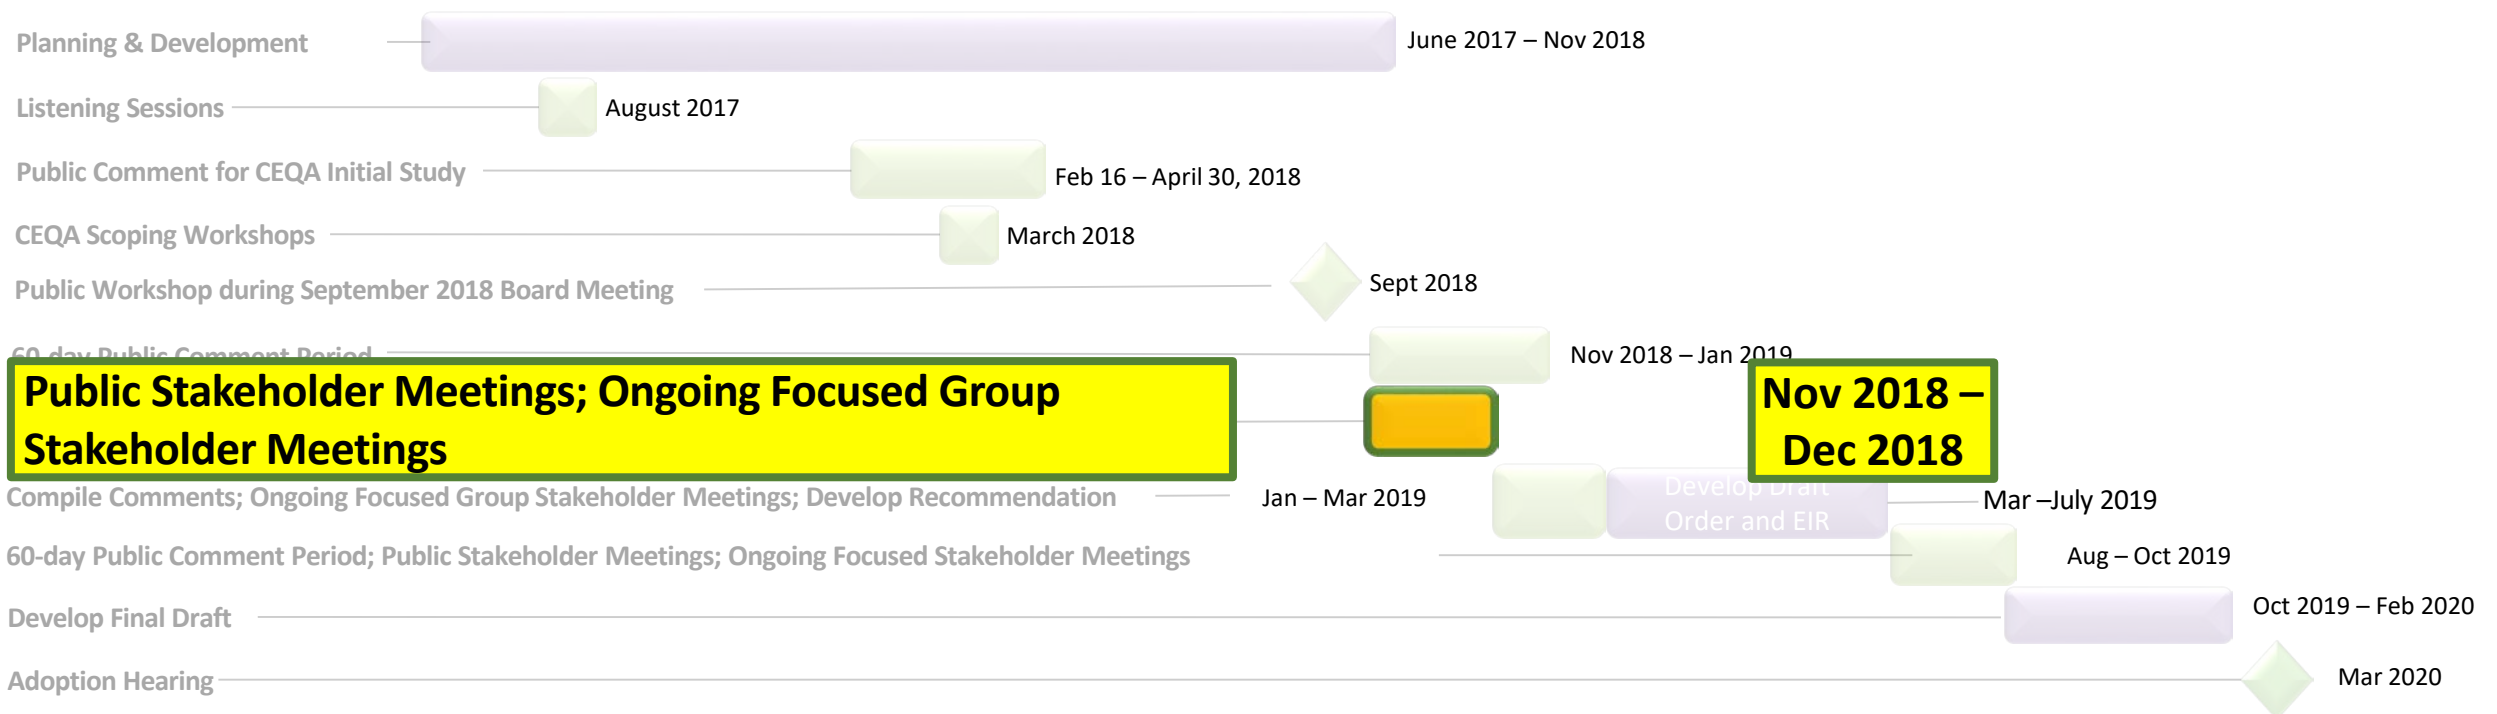 Planning & Development
June 2017 – Nov 2018
Listening Sessions
August 2017
Public Comment for CEQA Initial Study
Feb 16 – April 30, 2018
CEQA Scoping Workshops
March 2018
Public Workshop during September 2018 Board Meeting
Sept 2018
60-day Public Comment Period
Nov 2018 – Jan 2019
Public Stakeholder Meetings; Ongoing Focused Group
Stakeholder Meetings
Nov 2018 –
Dec 2018
Compile Comments; Ongoing Focused Group Stakeholder Meetings; Develop Recommendation
Jan – Mar 2019
Develop Draft
Order and EIR
Mar –July 2019
60-day Public Comment Period; Public Stakeholder Meetings; Ongoing Focused Stakeholder Meetings
Aug – Oct 2019
Develop Final Draft
Oct 2019 – Feb 2020
Adoption Hearing
Mar 2020